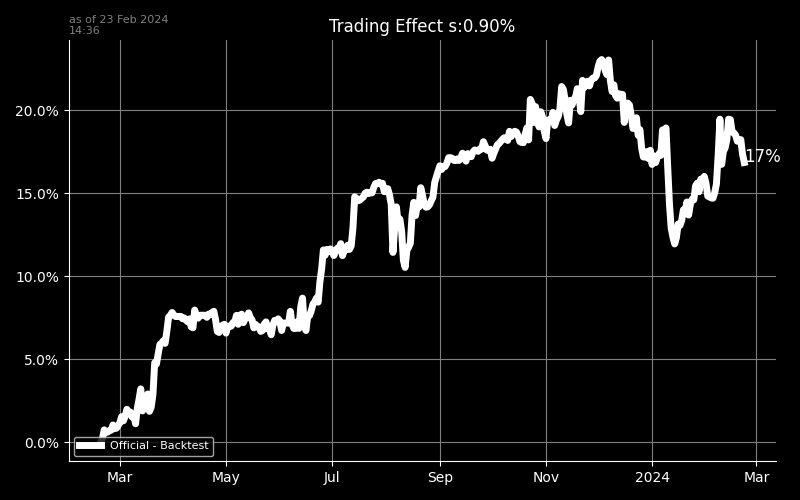 as of 23 Feb 2024
14:36
Trading Effect s:0.90%
20.0%
15.0%
10.0%
5.0%
0.0%
17%
Official - Backtest
Mar
May
Jul
Sep
Nov
2024
Mar